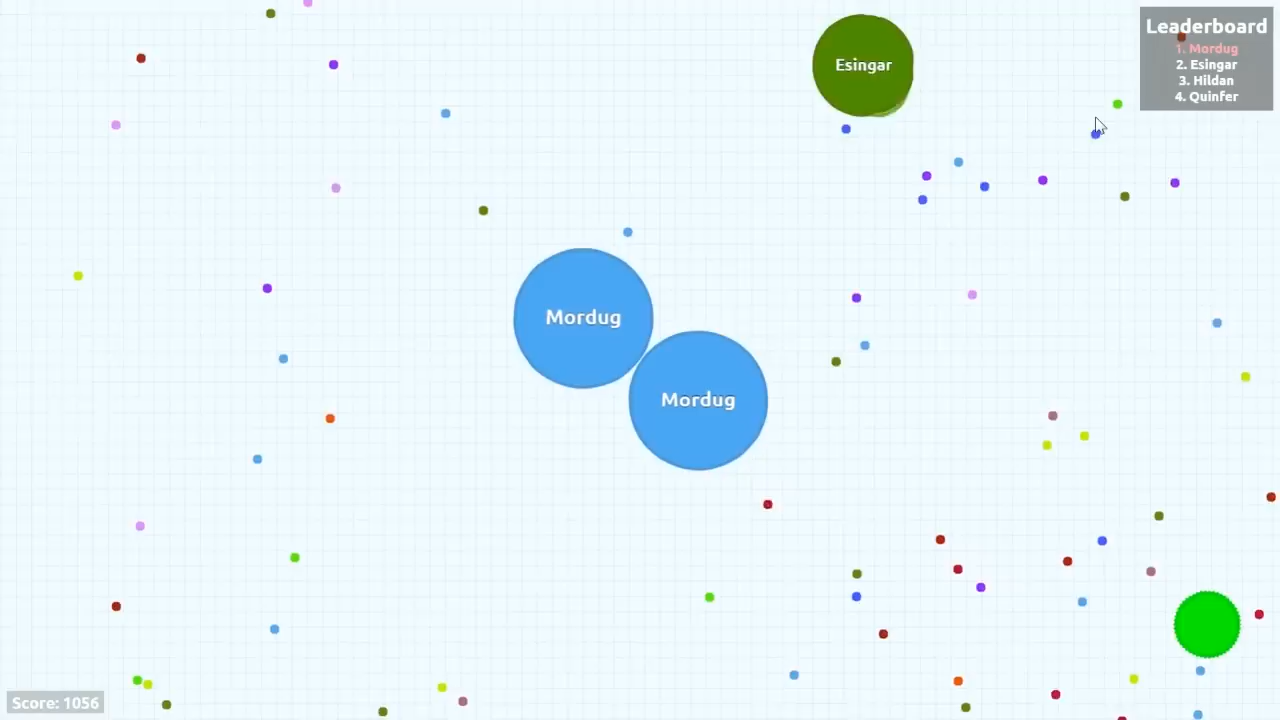 Esingar
Leaderboard
1. Mordug
2. Esingar
3. Hildan
4. Quinfer
Mordug
Mordug
Score: 1056